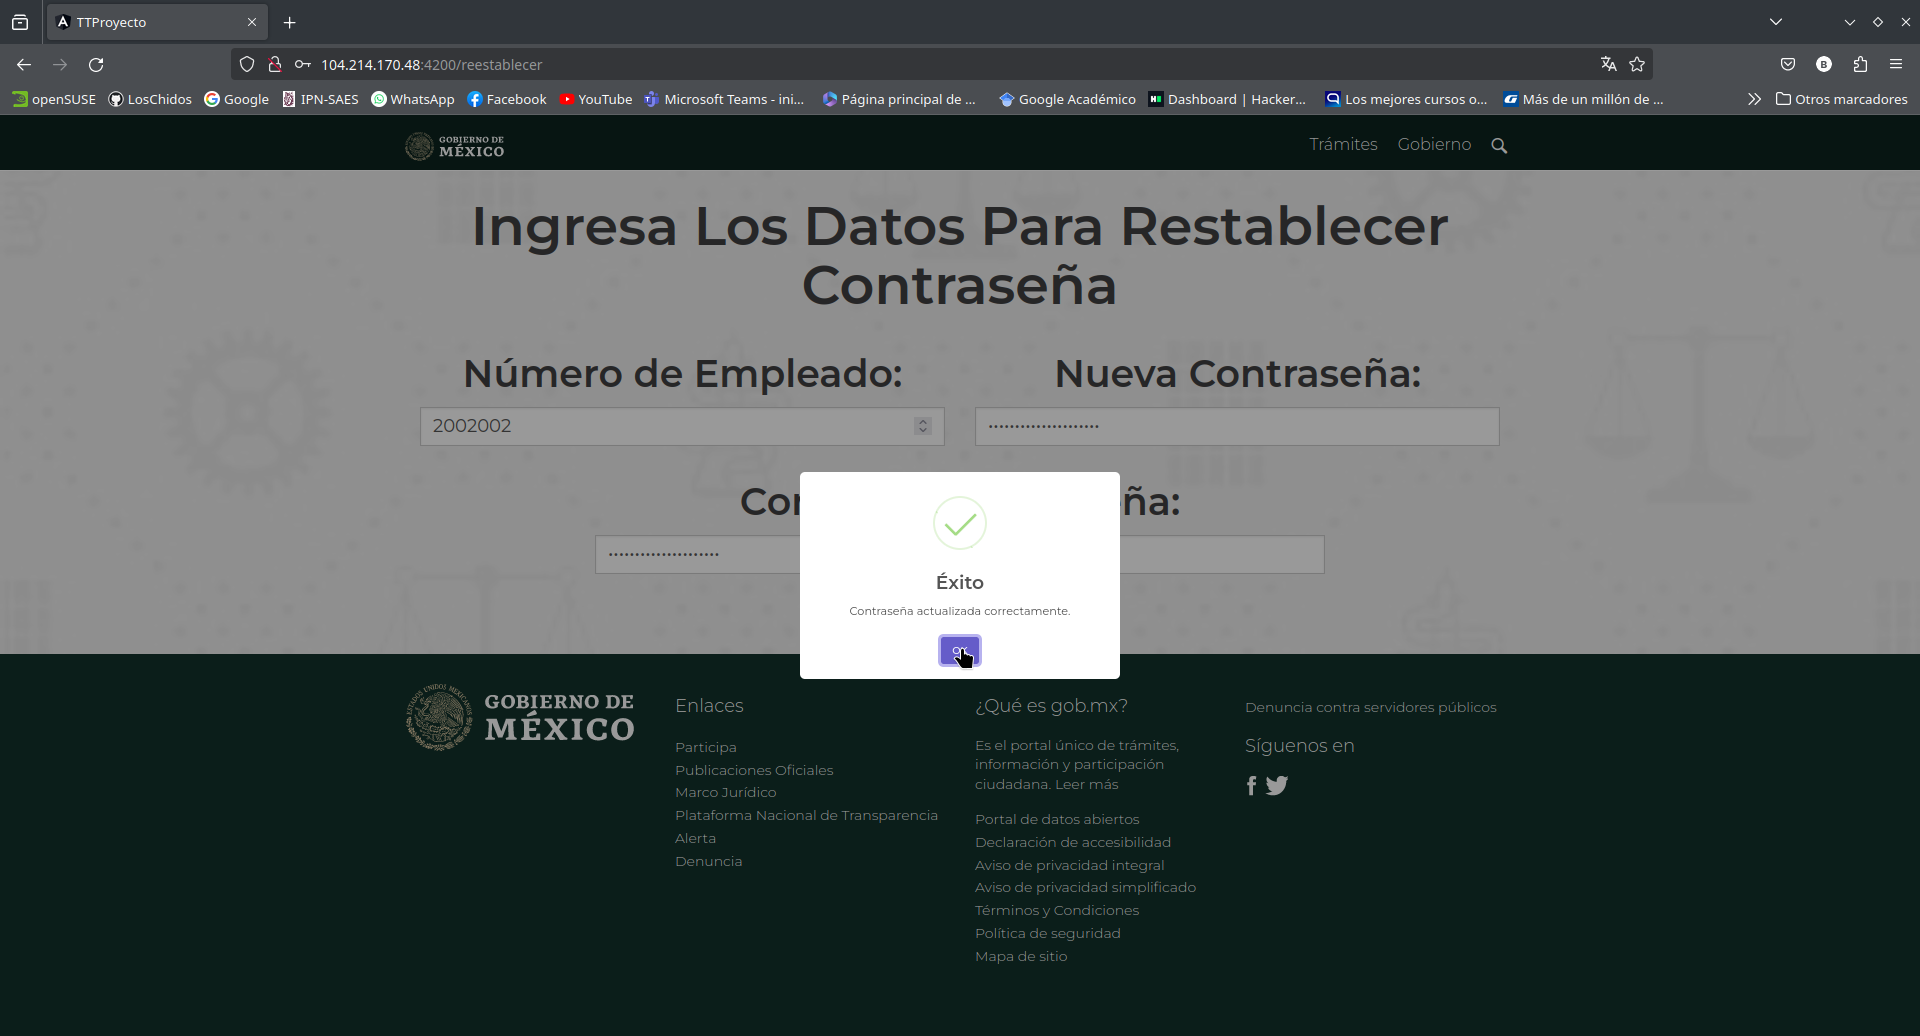 TTProyecto
104.214.170.48:4200/reestablecer
openSUSE
LosChidos
Google
IPN-SAES
WhatsApp
Facebook
YouTube
Microsoft Teams - ini...
Página principal de ...
Google Académico
Dashboard | Hacker...
Los mejores cursos o...
Más de un millón de ...
Otros marcadores
GOBIERNO DE
MÉXICO
Trámites
Gobierno
Ingresa Los Datos Para Restablecer
Contraseña
Número de Empleado:
Nueva Contraseña:
2002002
Éxito
Contraseña actualizada correctamente.
GOBIERNO DE
MÉXICO
Enlaces
Participa
Publicaciones Oficiales
Marco Jurídico
Plataforma Nacional de Transparencia
Alerta
Denuncia
¿Qué es gob.mx?
Es el portal único de trámites,
información y participación
ciudadana. Leer más
Portal de datos abiertos
Declaración de accesibilidad
Aviso de privacidad integral
Aviso de privacidad simplificado
Términos y Condiciones
Política de seguridad
Mapa de sitio
Denuncia contra servidores públicos
Síguenos en